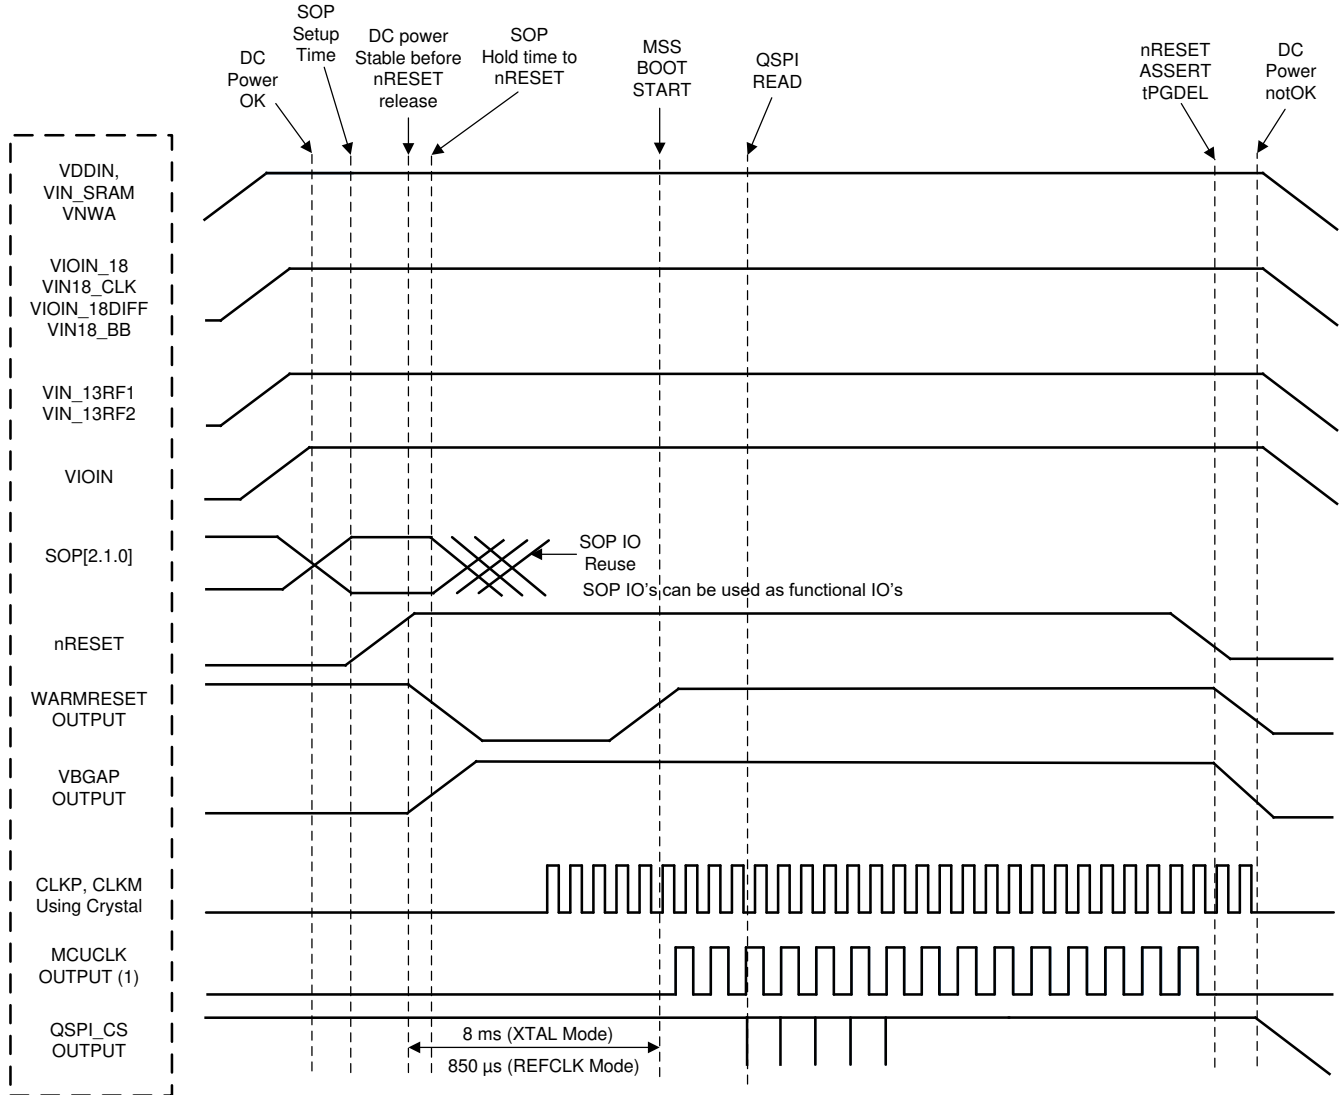 SOP
Setup
Time
DC
Power
OK
DC power
Stable before
nRESET
release
SOP
Hold time to
nRESET
MSS
BOOT
START
QSPI
READ
nRESET
ASSERT
tPGDEL
DC
Power
notOK
VDDIN,
VIN_SRAM
VNWA
VIOIN_18
VIN18_CLK
VIOIN_18DIFF
VIN18_BB
VIN_13RF1
VIN_13RF2
VIOIN
SOP[2.1.0]
SOP IO
Reuse
SOP IO's can be used as functional IO's
nRESET
WARMRESET
OUTPUT
VBGAP
OUTPUT
CLKP, CLKM
Using Crystal
MCUCLK
OUTPUT (1)
QSPI_CS
OUTPUT
8 ms (XTAL Mode)
850 µs (REFCLK Mode)